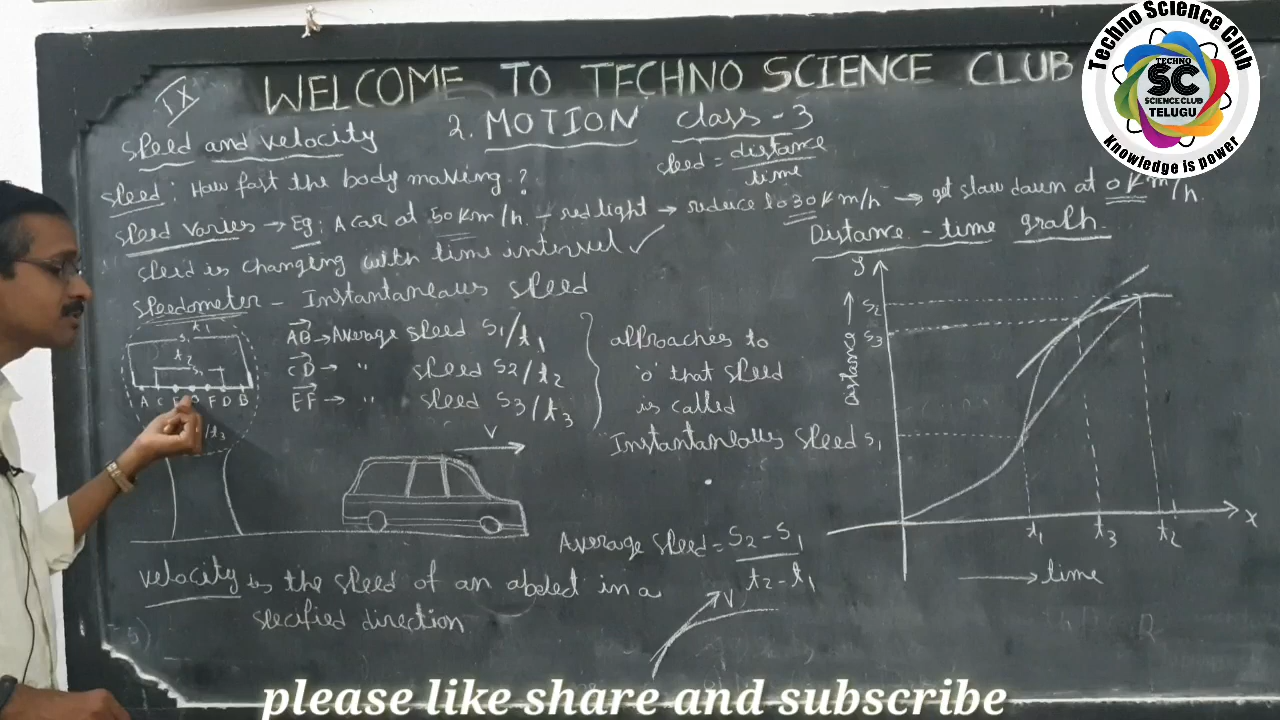 WELCOME TO TECHNO SCIENCE CLUB
IX
2. MOTION class - 3
speed and velocity
speed = distance / time
speed : How fast the body making ?
speed varies → Eg: A car at 50 Km/h - red light → reduce to 30 Km/h → get slow down at 0 Km/h.
speed is changing with time interval ✓
speedometer - Instantaneous speed
t1
s1
t2
A C E O F D B
/t3
AB → Average speed S1/t1
CD → " speed S2/t2
EF → " speed S3/t3
approaches to
'o' that speed
is called
Instantaneous speed
V
Average speed = S2 - S1 / t2 - t1
velocity is the speed of an object in a
specified direction
V
Distance - time graph
S2
S3
S1
distance
t1 t3 t2
X
→ time
Techno Science Club
TECHNO
SC
SCIENCE CLUB
TELUGU
Knowledge is power
please like share and subscribe